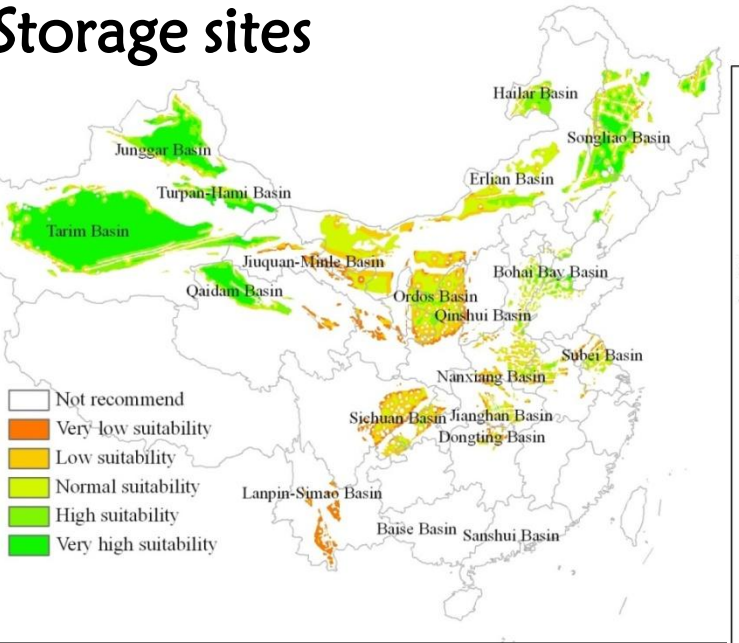 Storage sites
Hailar Basin
Songliao Basin
Junggar Basin
Erlian Basin
Turpan-Hami Basin
Tarim Basin
Jiuquan-Minle Basin
Bohai Bay Basin
Qaidam Basin
Ordos Basin
Qinshui Basin
Subei Basin
Nanxiang Basin
Sichuan Basin
Jianghan Basin
Dongting Basin
Lanpin-Simao Basin
Baise Basin
Sanshui Basin
Not recommend
Very low suitability
Low suitability
Normal suitability
High suitability
Very high suitability